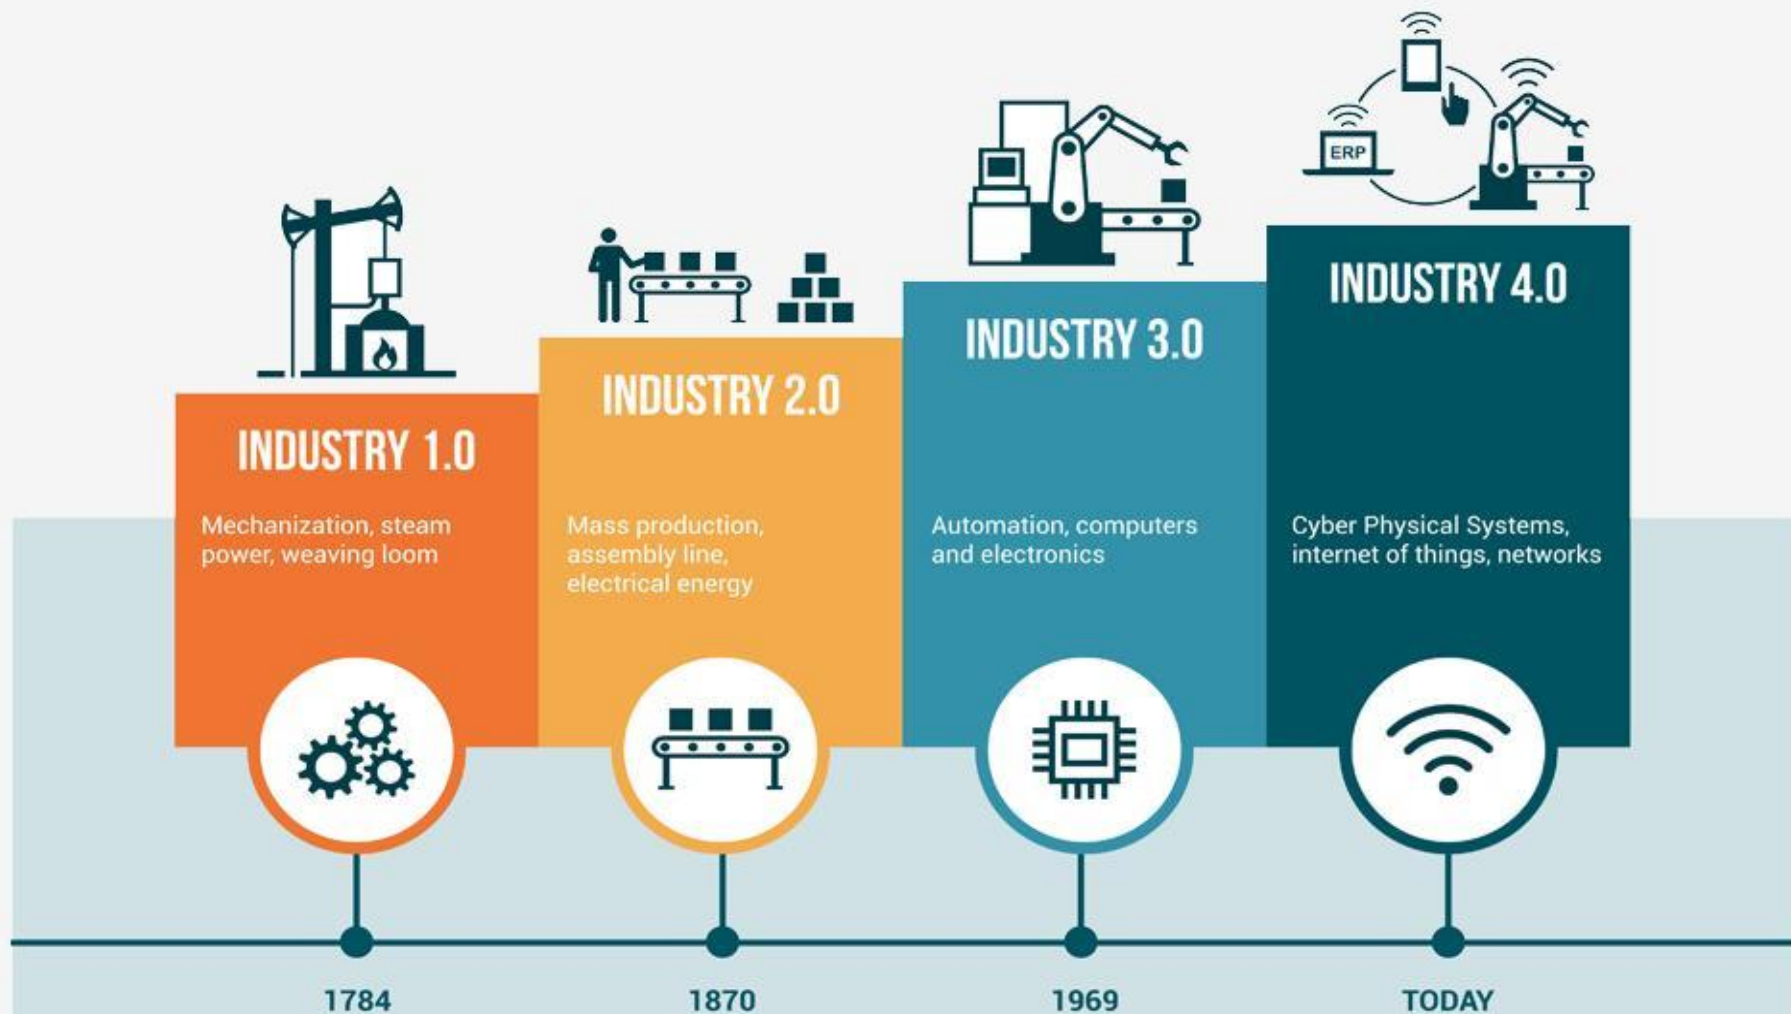 ERP
INDUSTRY 1.0
Mechanization, steam
power, weaving loom
1784
INDUSTRY 2.0
Mass production,
assembly line,
electrical energy
1870
INDUSTRY 3.0
Automation, computers
and electronics
1969
INDUSTRY 4.0
Cyber Physical Systems,
internet of things, networks
TODAY